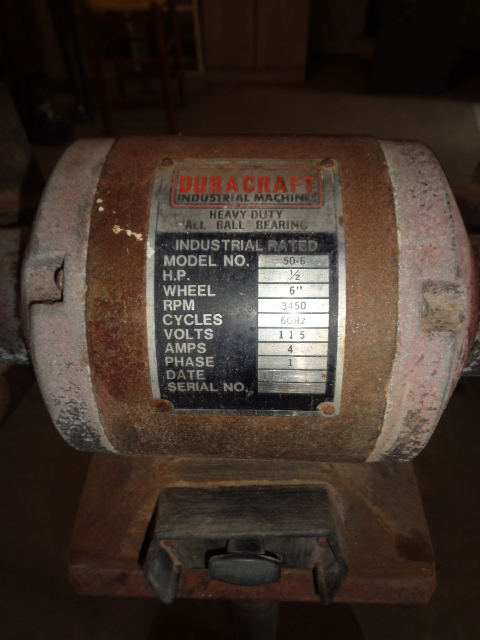 DURACRAFT
INDUSTRIAL MACHINES
HEAVY DUTY
ALL BALL BEARING
INDUSTRIAL RATED
MODEL NO. 50-6
H.P. ½
WHEEL 6"
RPM 3450
CYCLES 60Hz
VOLTS 115
AMPS 4
PHASE 1
DATE
SERIAL NO.